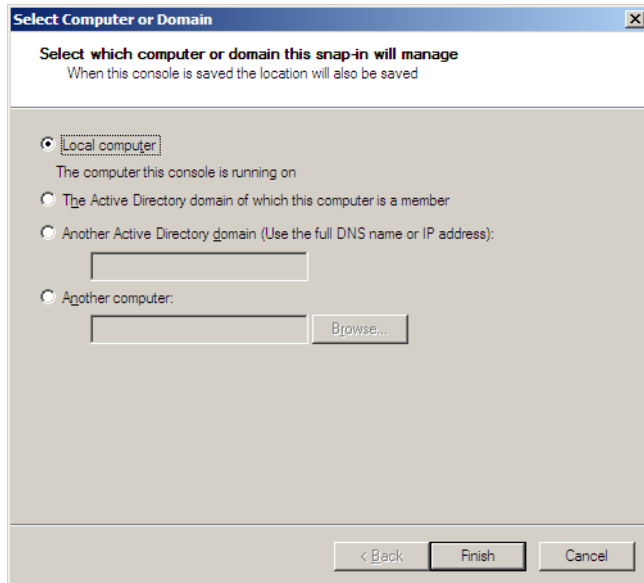 Select Computer or Domain
Select which computer or domain this snap-in will manage
When this console is saved the location will also be saved
Local computer
The computer this console is running on
The Active Directory domain of which this computer is a member
Another Active Directory domain (Use the full DNS name or IP address):
Another computer:
Browse...
< Back Finish Cancel